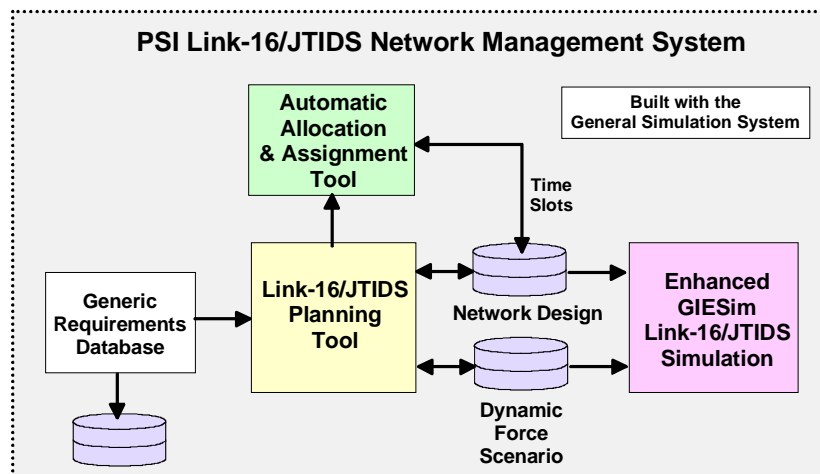 PSI Link-16/JTIDS Network Management System
Automatic
Allocation
& Assignment
Tool
Built with the
General Simulation System
Time
Slots
Generic
Requirements
Database
Link-16/JTIDS
Planning
Tool
Network Design
Enhanced
GIESim
Link-16/JTIDS
Simulation
Dynamic
Force
Scenario